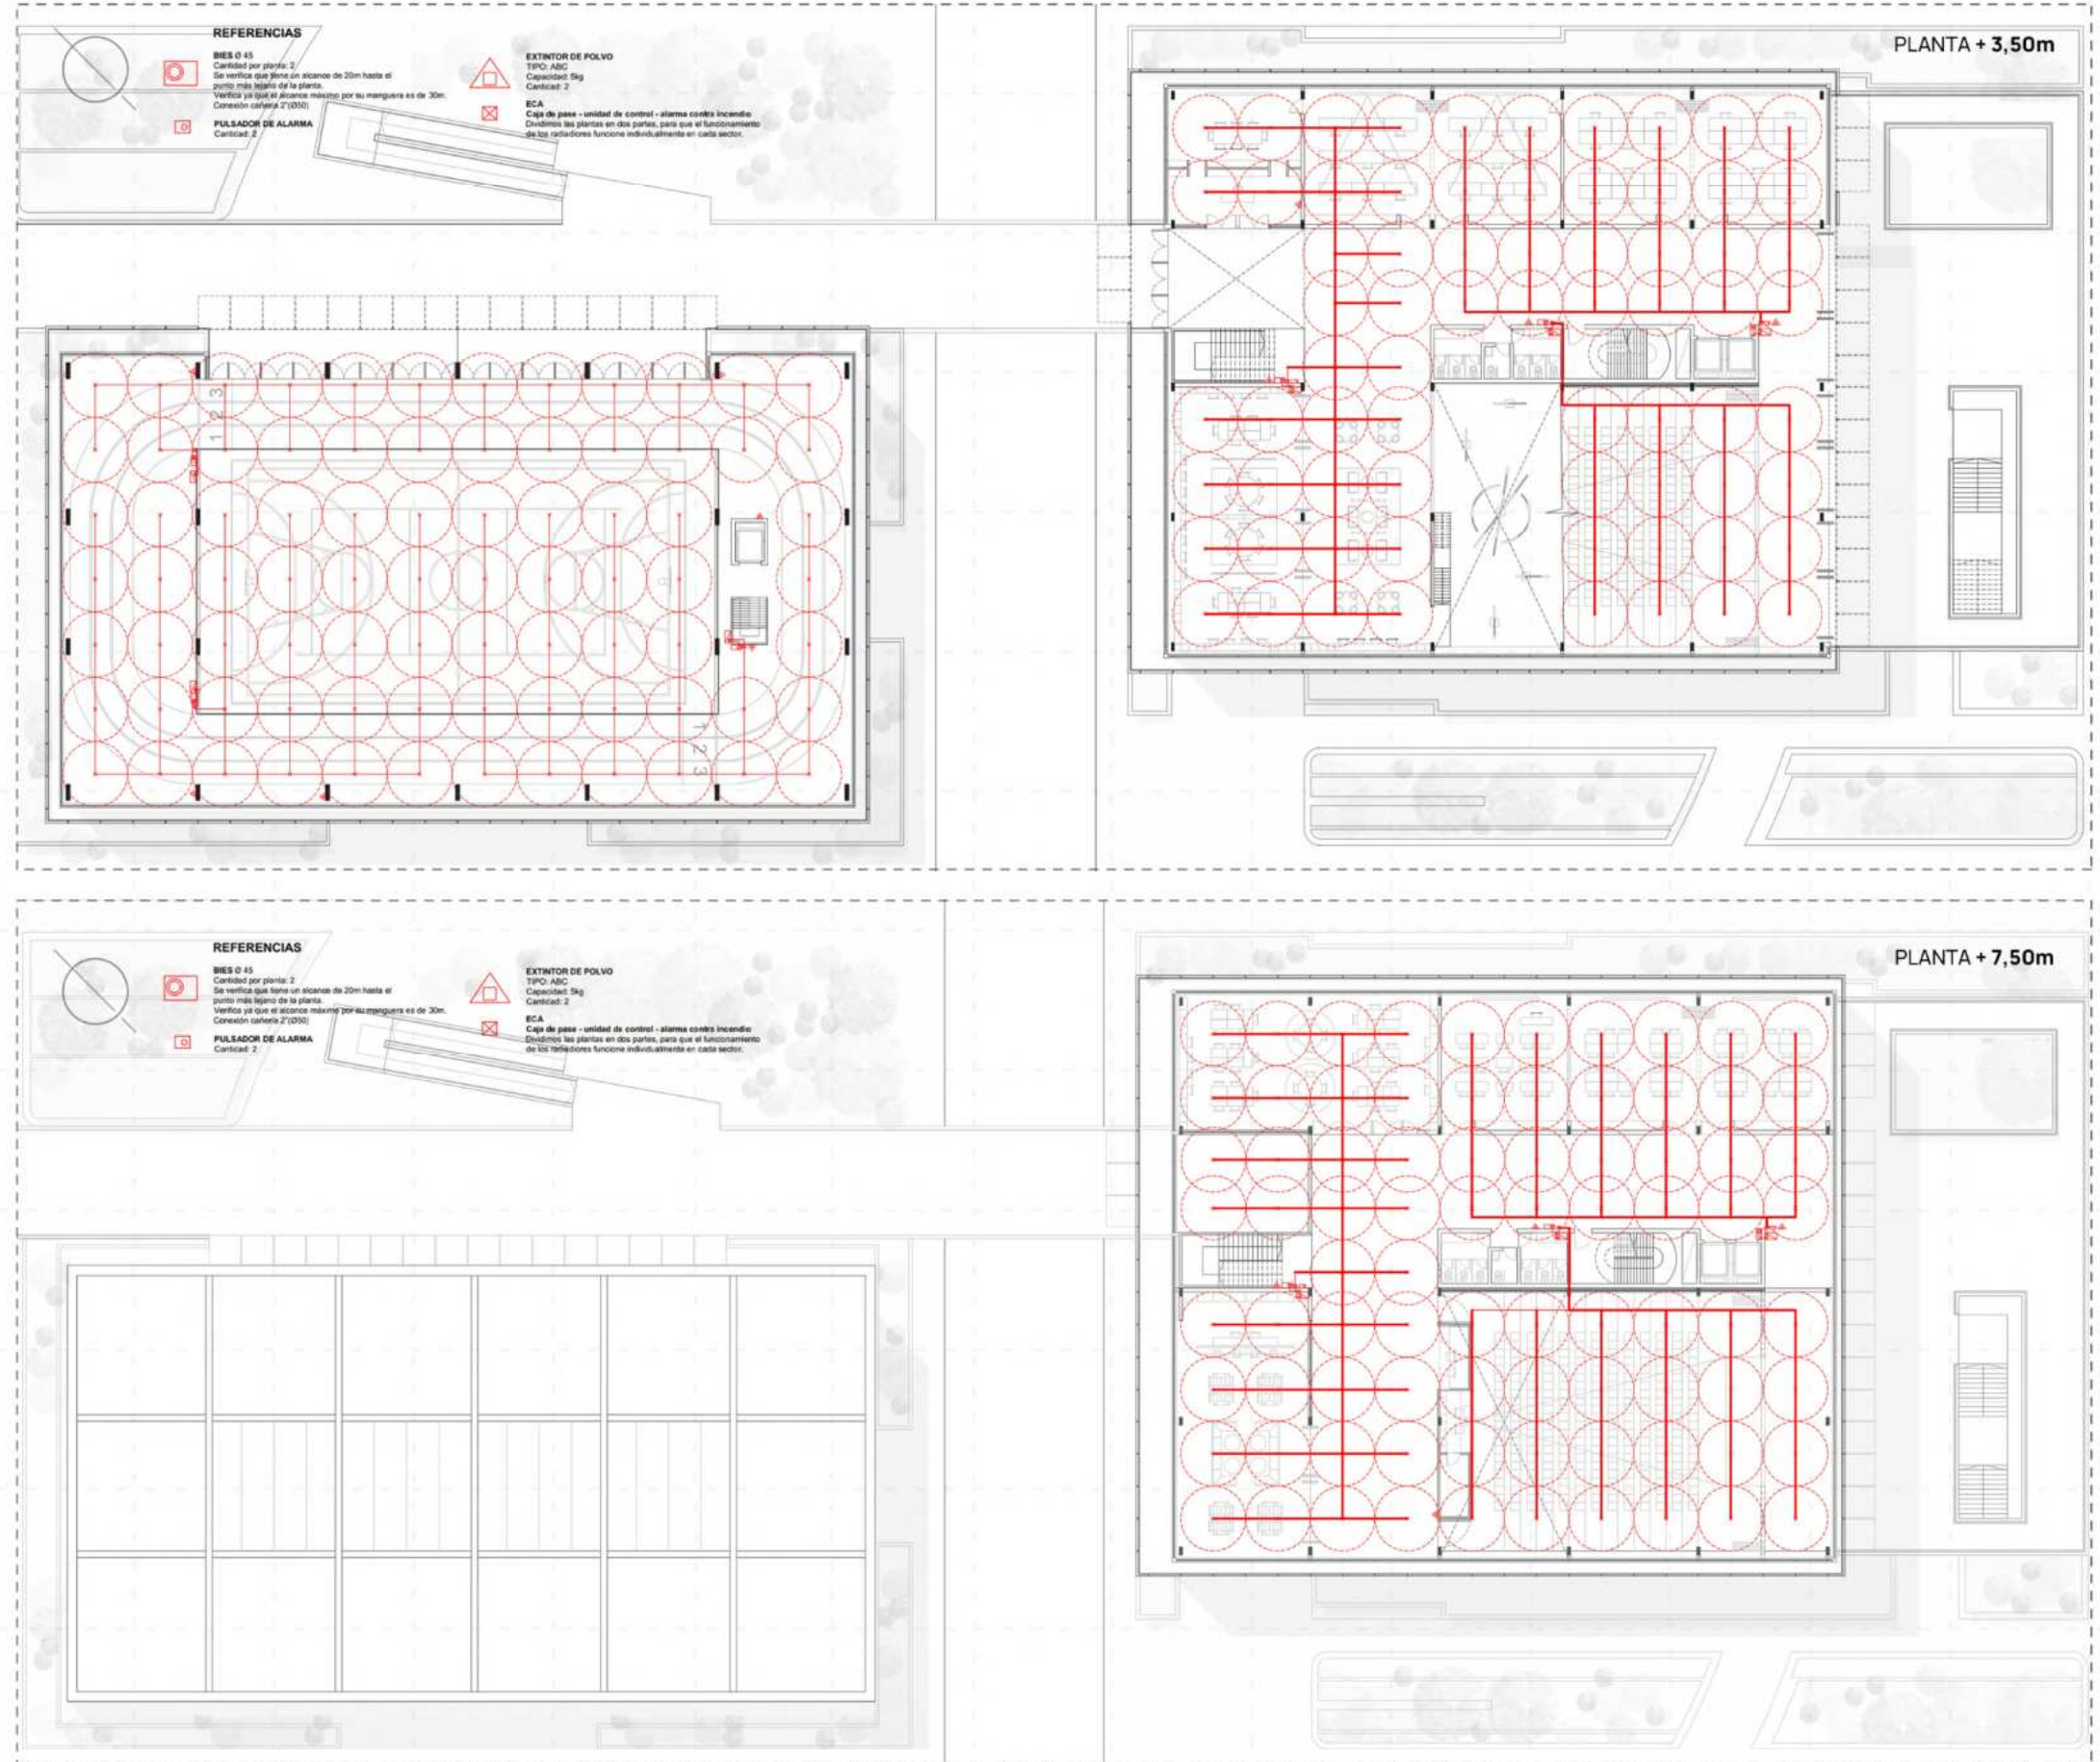 REFERENCIAS
BIES Ø 45
Cantidad por planta: 2
Se verifica que tiene un alcance de 20m hasta el
punto más lejano de la planta.
Verifica ya que el alcance máximo por su manguera es de 30m.
Conexión cañería 2"(Ø50)
PULSADOR DE ALARMA
Cantidad: 2
EXTINTOR DE POLVO
TIPO: ABC
Capacidad: 5kg
Cantidad: 2
ECA
Caja de pase - unidad de control - alarma contra incendio
Dividimos las plantas en dos partes, para que el funcionamiento
de los radiadores funcione individualmente en cada sector.
PLANTA + 3,50m
1 2 3
1 2 3
REFERENCIAS
BIES Ø 45
Cantidad por planta: 2
Se verifica que tiene un alcance de 20m hasta el
punto más lejano de la planta.
Verifica ya que el alcance máximo por su manguera es de 30m.
Conexión cañería 2"(Ø50)
PULSADOR DE ALARMA
Cantidad: 2
EXTINTOR DE POLVO
TIPO: ABC
Capacidad: 5kg
Cantidad: 2
ECA
Caja de pase - unidad de control - alarma contra incendio
Dividimos las plantas en dos partes, para que el funcionamiento
de los radiadores funcione individualmente en cada sector.
PLANTA + 7,50m